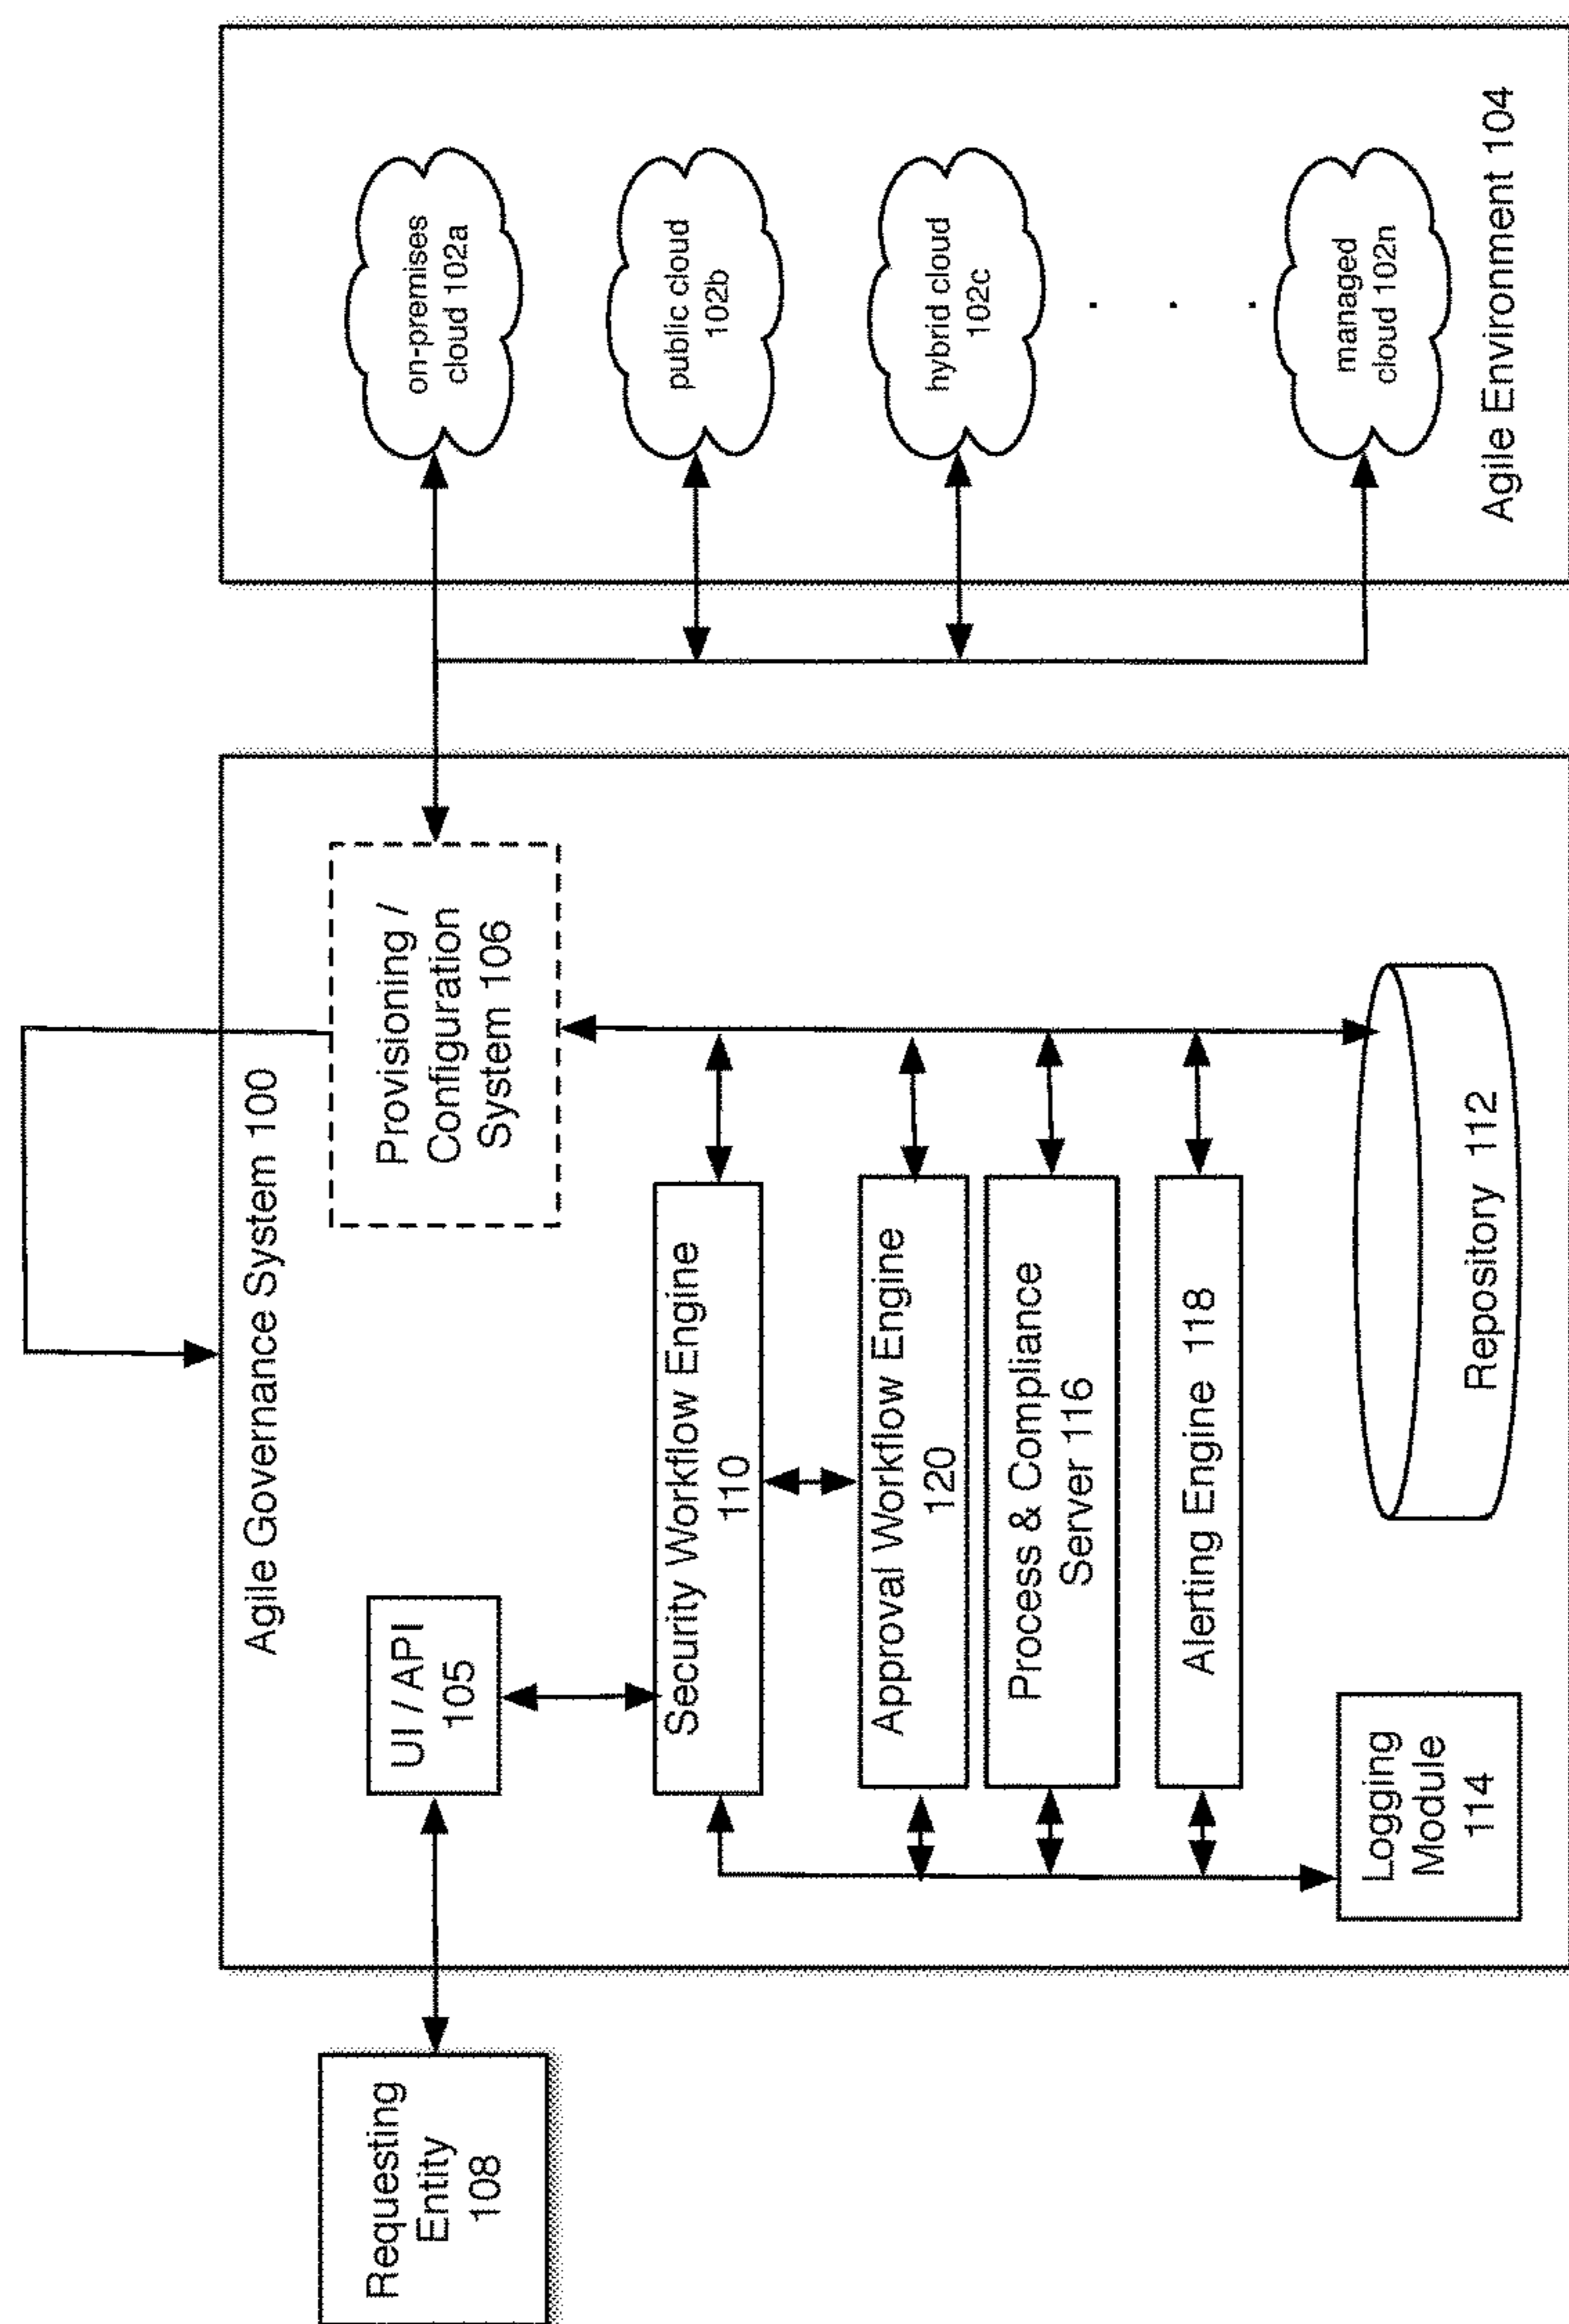 Requesting
Entity
108
Agile Governance System 100
UI / API
105
Provisioning /
Configuration
System 106
Security Workflow Engine
110
Approval Workflow Engine
120
Process & Compliance
Server 116
Alerting Engine 118
Logging
Module
114
Repository 112
on-premises
cloud 102a
public cloud
102b
hybrid cloud
102c
. . .
managed
cloud 102n
Agile Environment 104